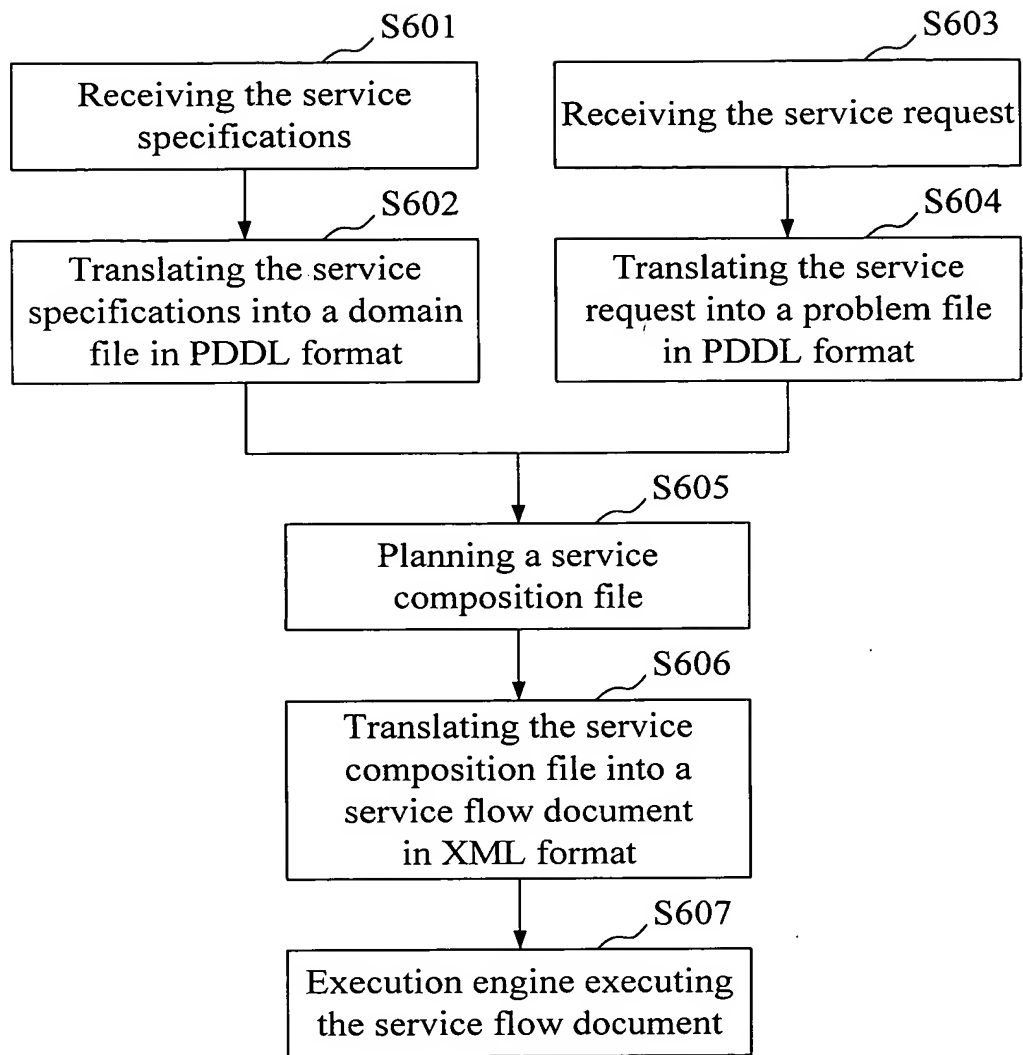 S601
Receiving the service
specifications
S602
Translating the service
specifications into a domain
file in PDDL format
S603
Receiving the service request
S604
Translating the service
request into a problem file
in PDDL format
S605
Planning a service
composition file
S606
Translating the service
composition file into a
service flow document
in XML format
S607
Execution engine executing
the service flow document